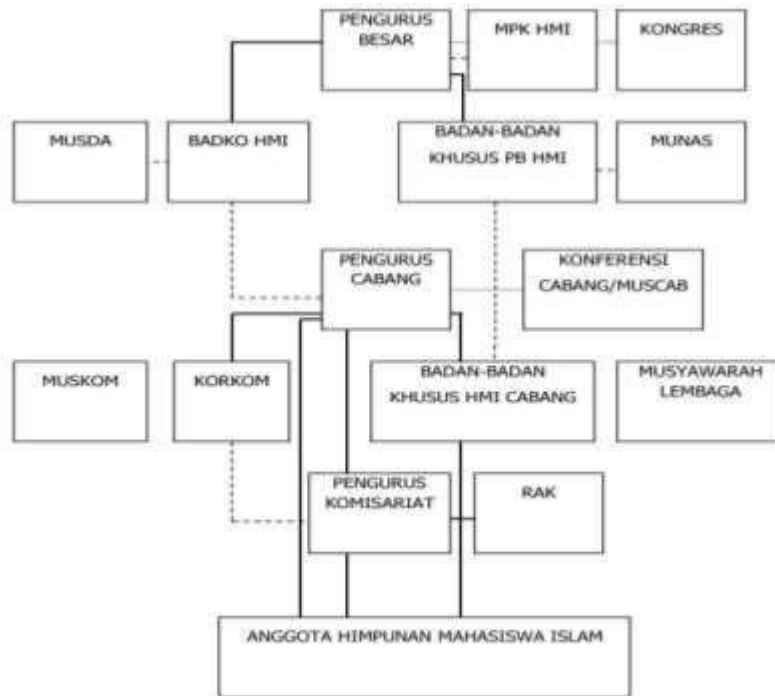 PENGURUS
BESAR
MPK HMI
KONGRES
MUSDA
BADKO HMI
BADAN-BADAN
KHUSUS PB HMI
MUNAS
PENGURUS
CABANG
KONFERENSI
CABANG/MUSCAB
MUSKOM
KORKOM
BADAN-BADAN
KHUSUS HMI CABANG
MUSYAWARAH
LEMBAGA
PENGURUS
KOMISARIAT
RAK
ANGGOTA HIMPUNAN MAHASISWA ISLAM